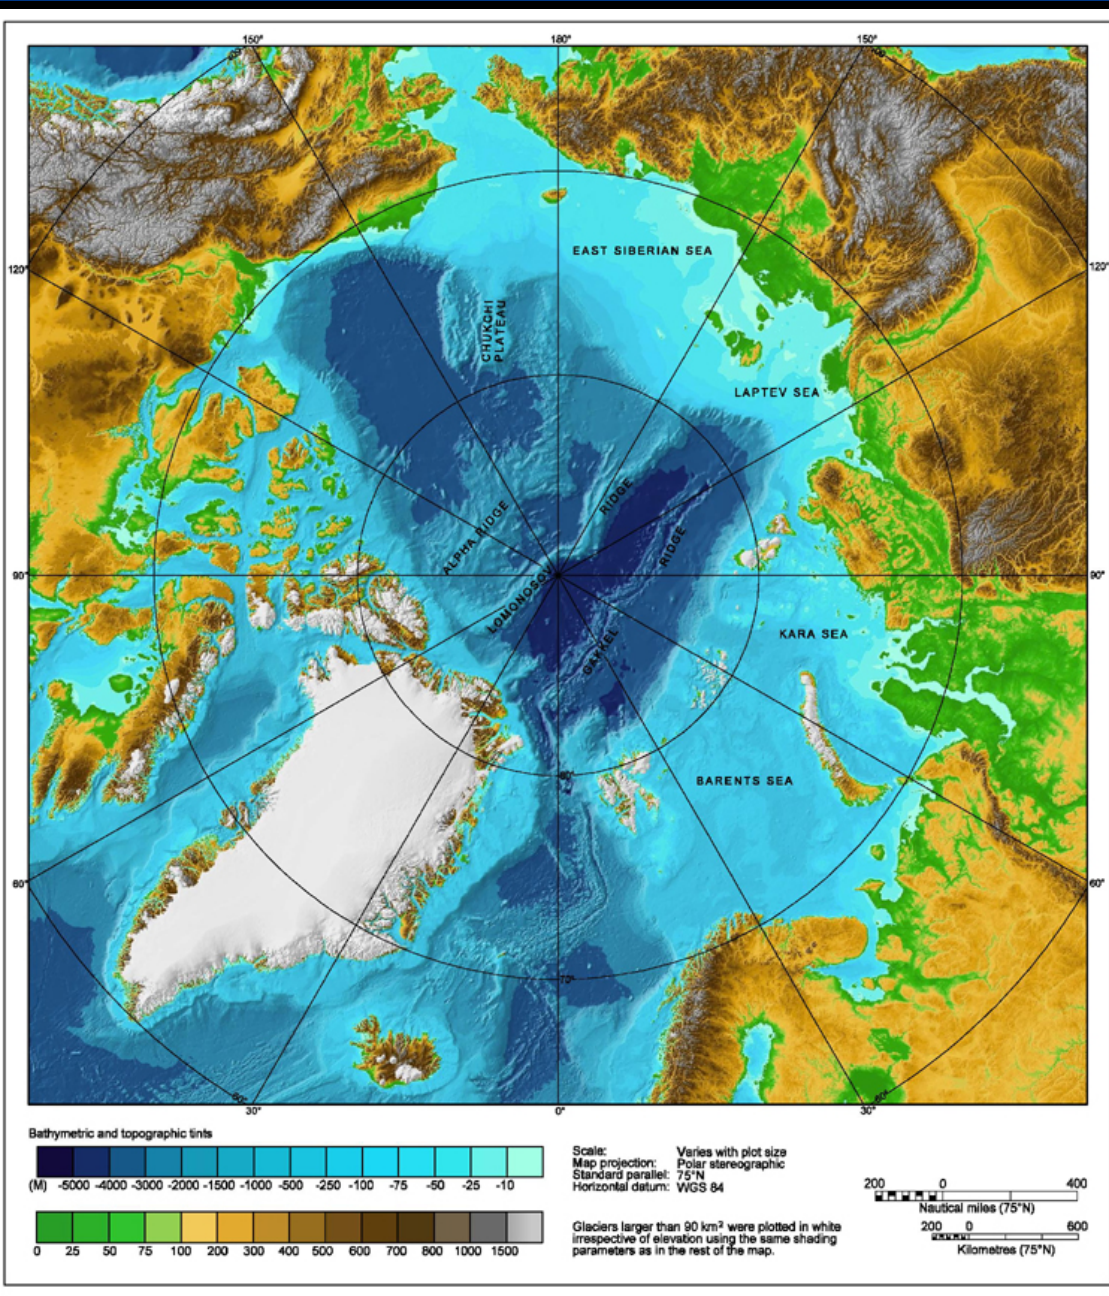 150°
180°
150°
60°
60°
120°
120°
EAST SIBERIAN SEA
CHUKCHI
PLATEAU
LAPTEV SEA
RIDGE
ALPHA RIDGE
RIDGE
90°
90°
LOMONOSOV
KARA SEA
GAKKEL
80°
BARENTS SEA
60°
60°
70°
60°
60°
30°
0°
30°
Bathymetric and topographic tints
(M) -5000 -4000 -3000 -2000 -1500 -1000 -500 -250 -100 -75 -50 -25 -10
0 25 50 75 100 200 300 400 500 600 700 800 1000 1500
Scale: Varies with plot size
Map projection: Polar stereographic
Standard parallel: 75°N
Horizontal datum: WGS 84
Glaciers larger than 90 km² were plotted in white
irrespective of elevation using the same shading
parameters as in the rest of the map.
200 0 400
Nautical miles (75°N)
200 0 600
Kilometres (75°N)